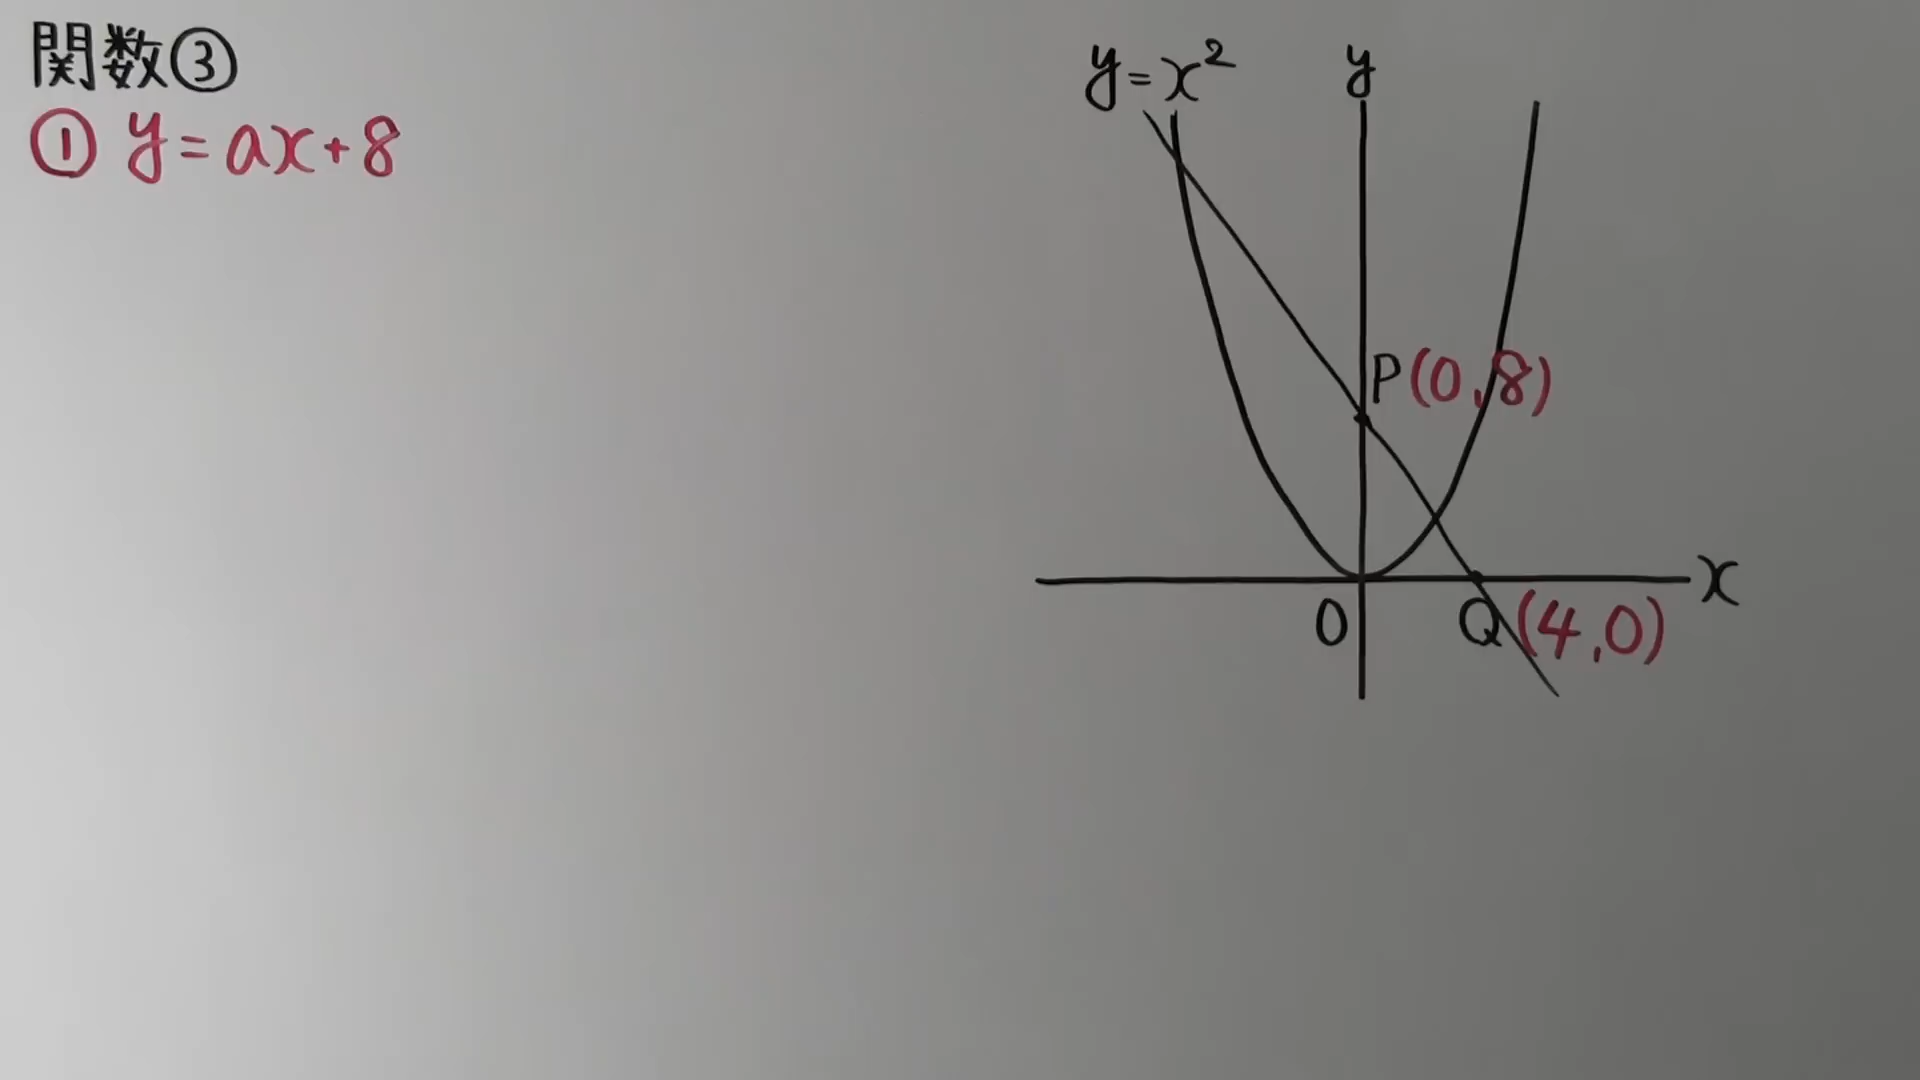 関数③
① y=ax+8
y=x²
y
P(0,8)
x
O
Q(4,0)